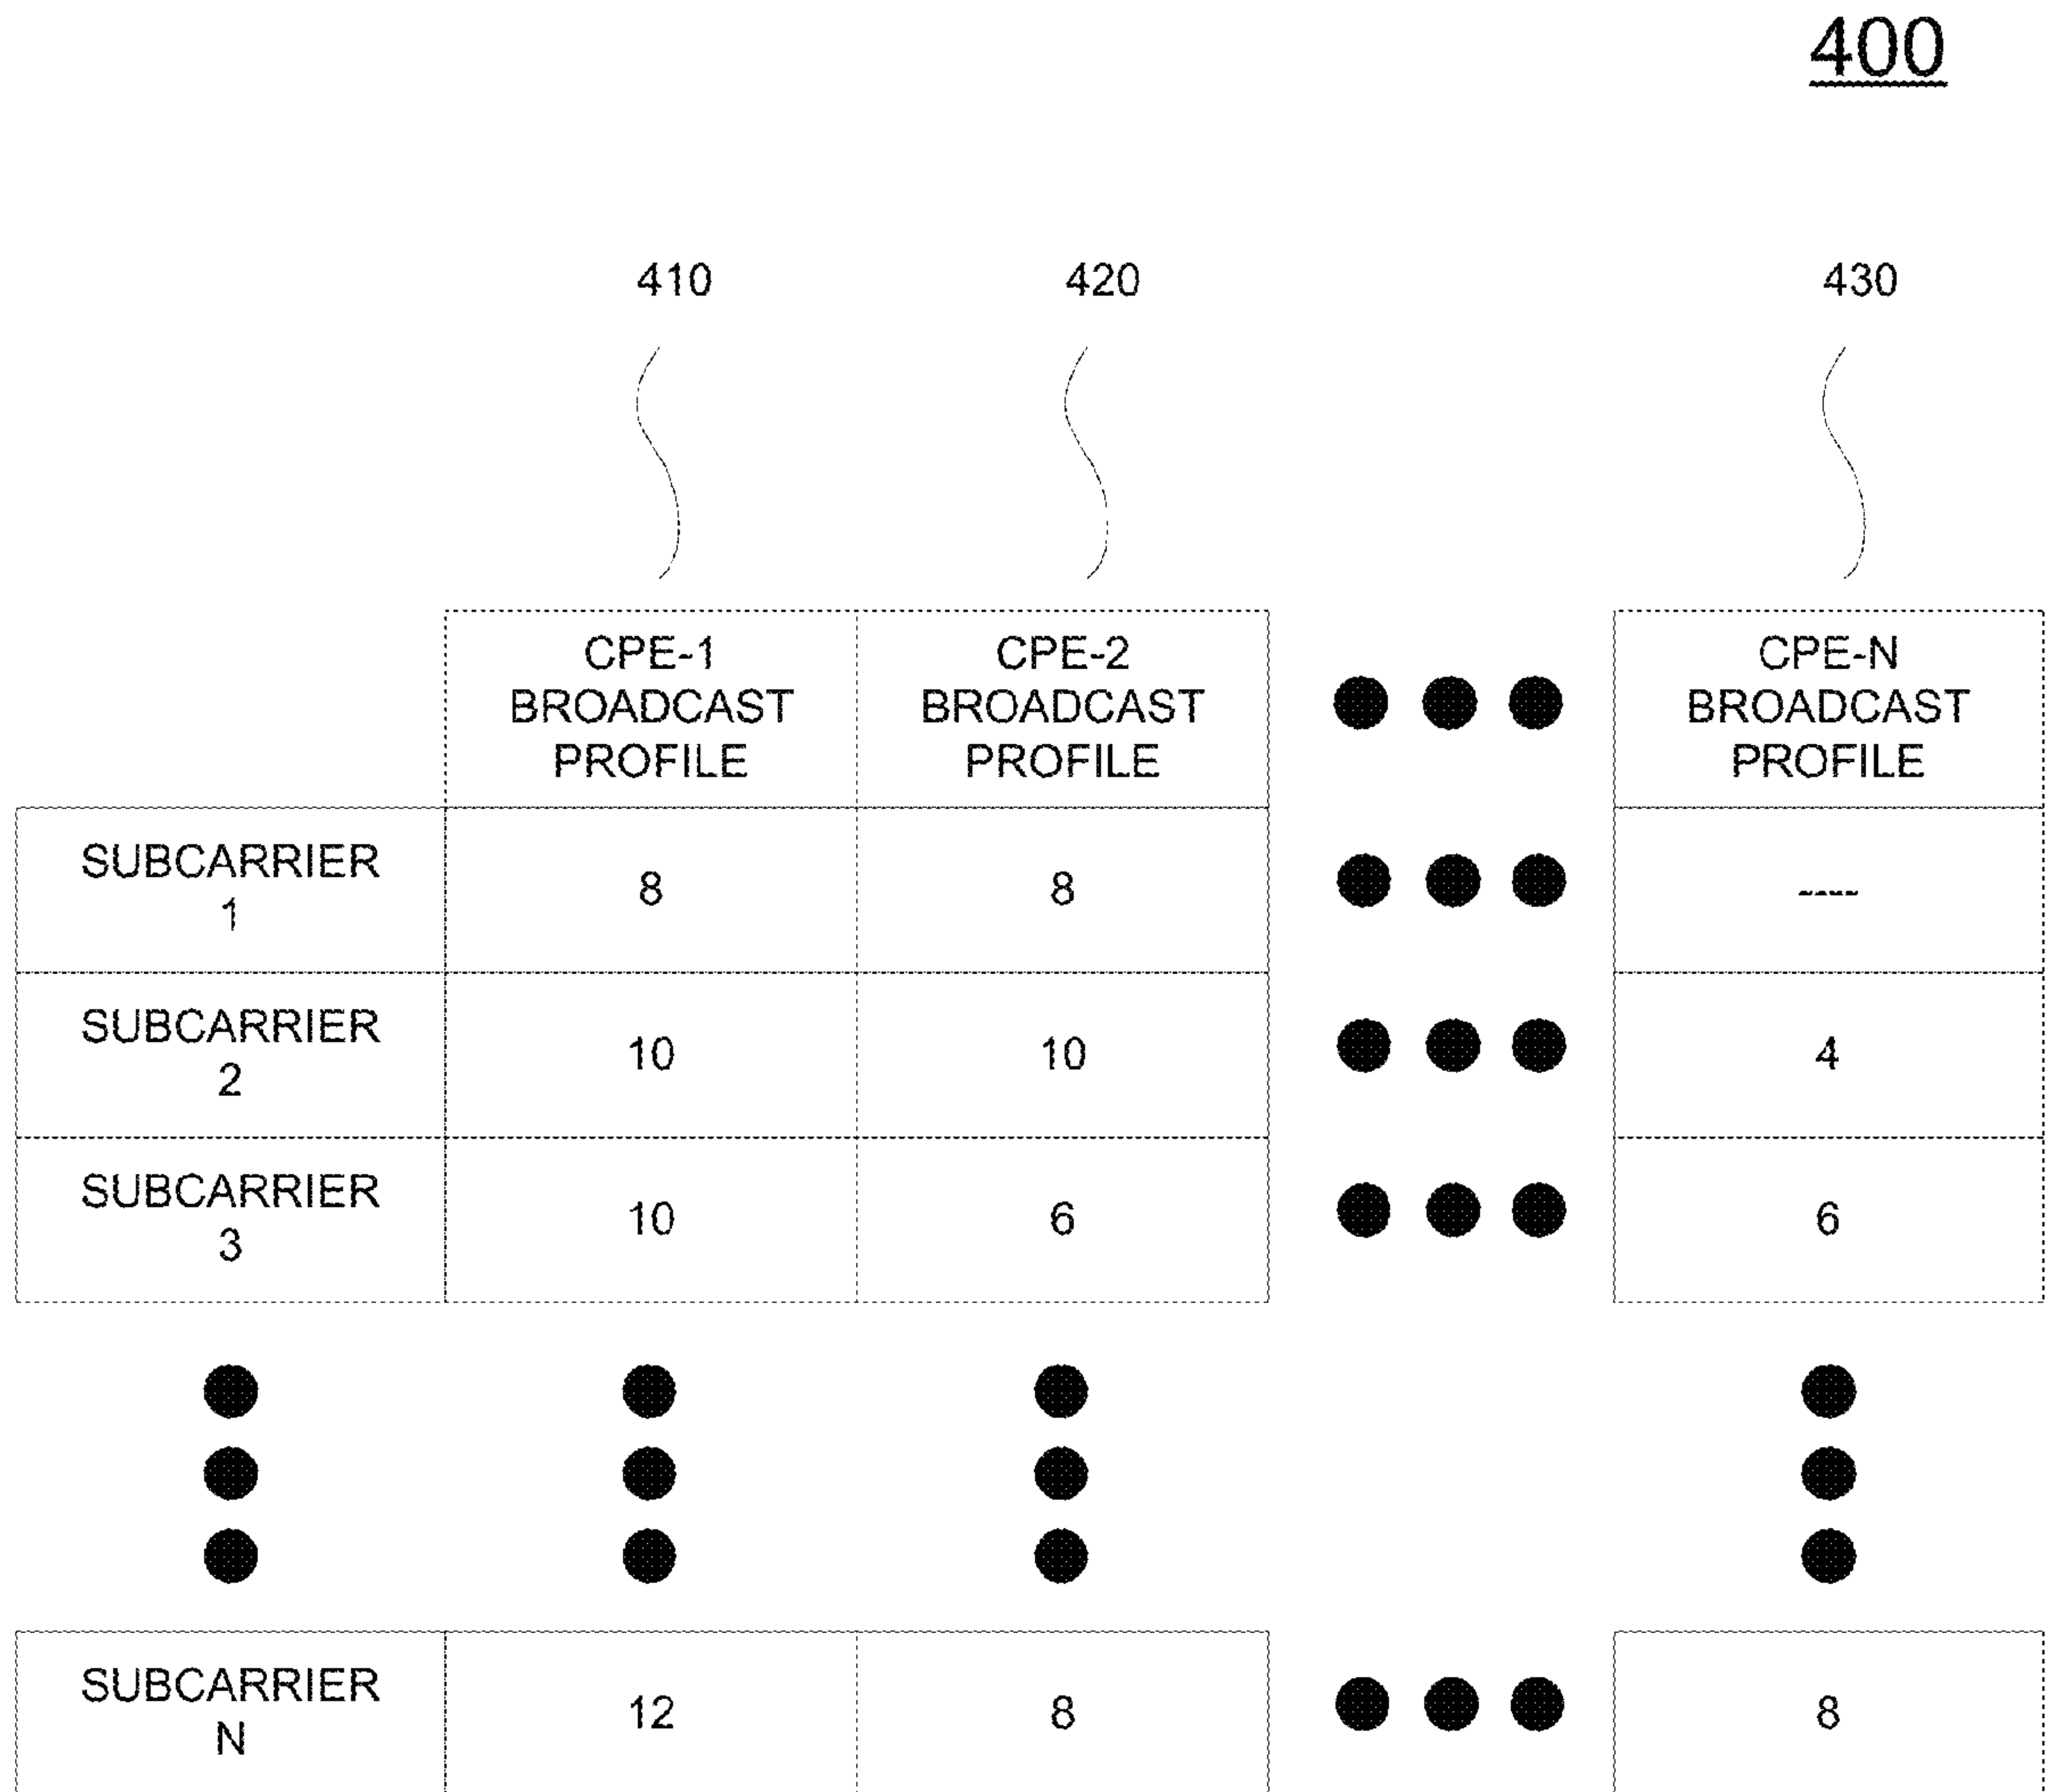 400
410 420 430
CPE-1 BROADCAST PROFILE CPE-2 BROADCAST PROFILE CPE-N BROADCAST PROFILE
SUBCARRIER 1 8 8 ----
SUBCARRIER 2 10 10 4
SUBCARRIER 3 10 6 6
SUBCARRIER N 12 8 8